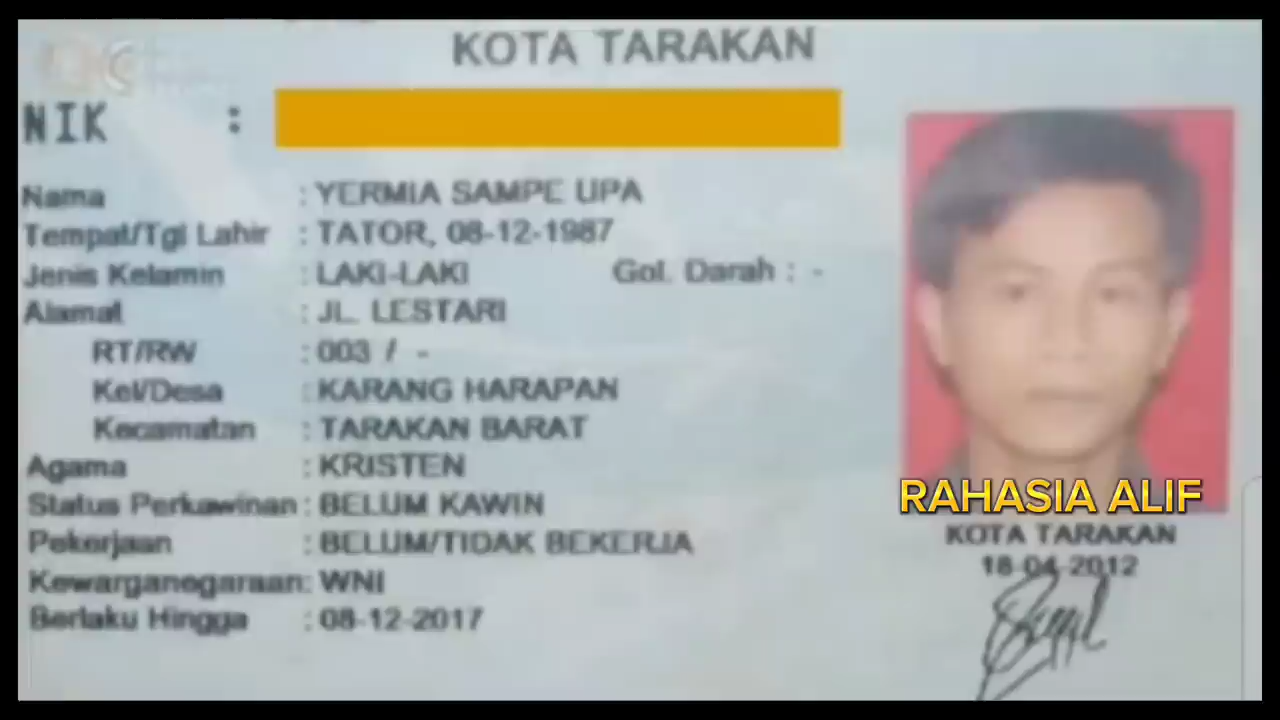 KOTA TARAKAN
NIK :
Nama : YERMIA SAMPE UPA
Tempat/Tgl Lahir : TATOR, 08-12-1987
Jenis Kelamin : LAKI-LAKI Gol. Darah : -
Alamat : JL. LESTARI
RT/RW : 003 / -
Kel/Desa : KARANG HARAPAN
Kecamatan : TARAKAN BARAT
Agama : KRISTEN
Status Perkawinan : BELUM KAWIN
Pekerjaan : BELUM/TIDAK BEKERJA
Kewarganegaraan: WNI
Berlaku Hingga : 08-12-2017
RAHASIA ALIF
KOTA TARAKAN
18-04-2012